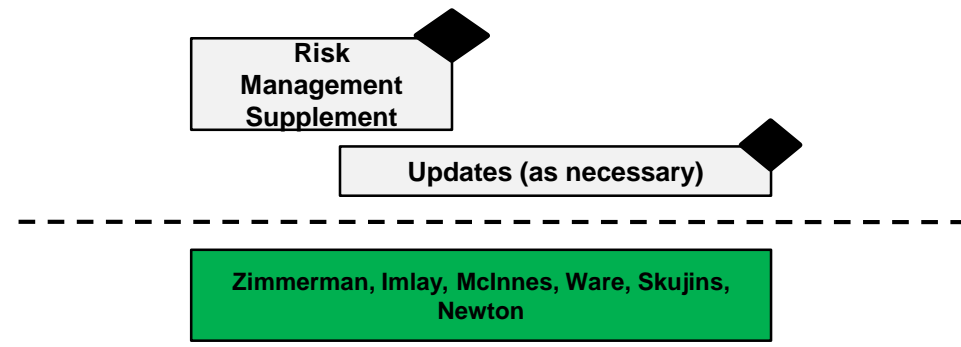 Risk
Management
Supplement
Updates (as necessary)
Zimmerman, Imlay, McInnes, Ware, Skujins,
Newton